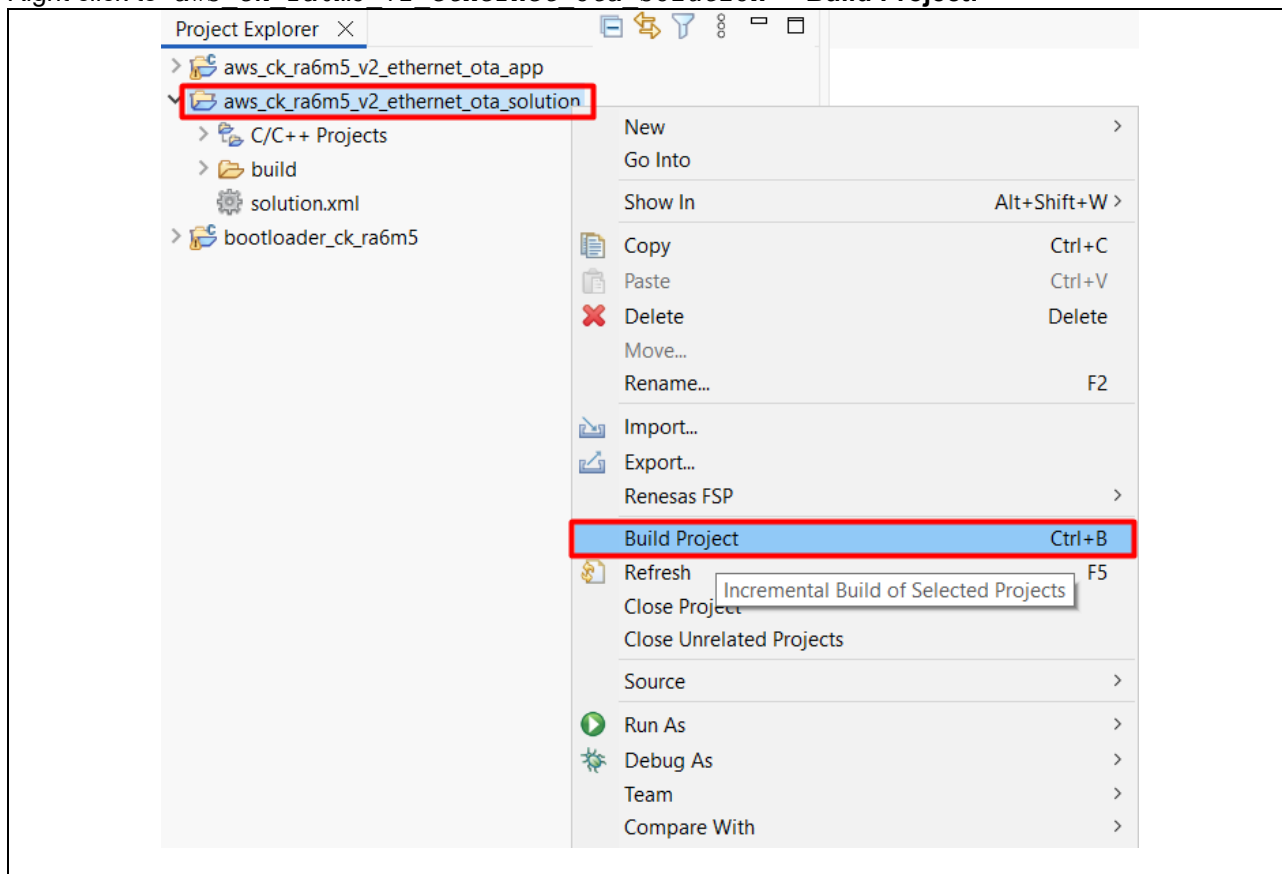 Project Explorer
aws_ck_ra6m5_v2_ethernet_ota_app
aws_ck_ra6m5_v2_ethernet_ota_solution
C/C++ Projects
build
solution.xml
bootloader_ck_ra6m5
New
Go Into
Show In Alt+Shift+W
Copy Ctrl+C
Paste Ctrl+V
Delete Delete
Move...
Rename... F2
Import...
Export...
Renesas FSP
Build Project Ctrl+B
Refresh F5
Incremental Build of Selected Projects
Close Project
Close Unrelated Projects
Source
Run As
Debug As
Team
Compare With